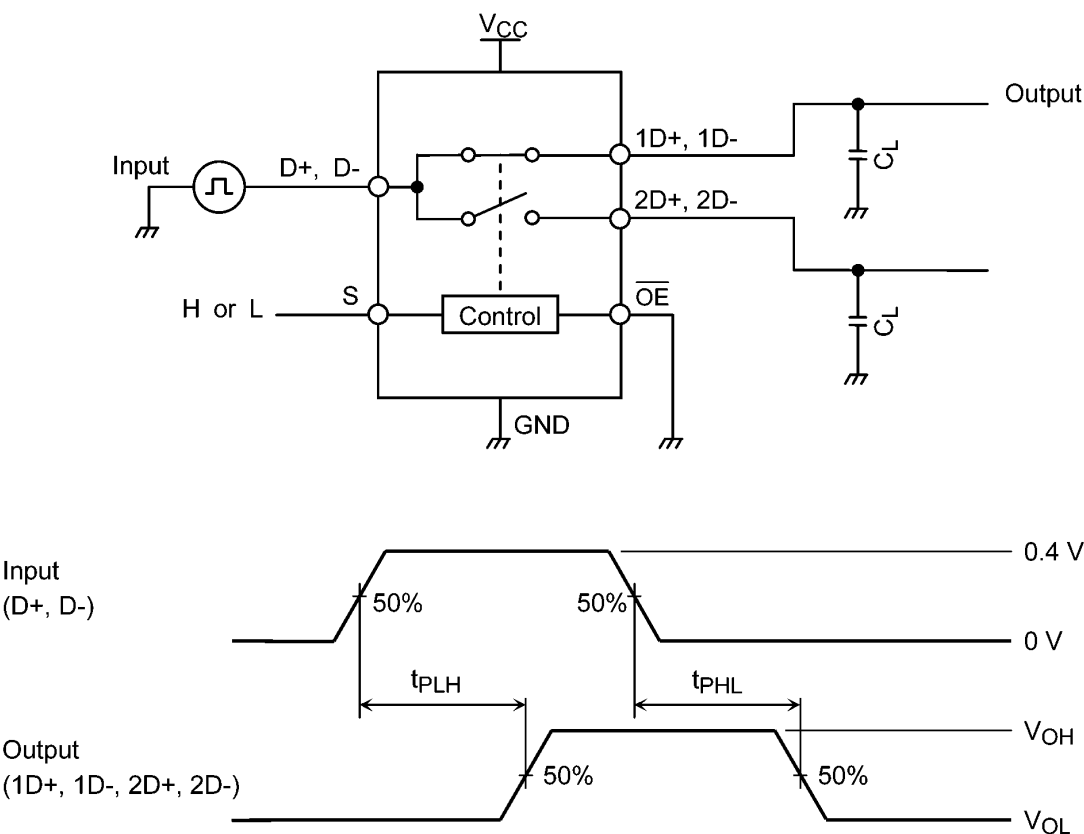 VCC
Output
1D+, 1D-
CL
Input
D+, D-
2D+, 2D-
S
OE
H or L
Control
CL
GND
Input
(D+, D-)
50%
50%
0.4 V
0 V
tPLH
tPHL
Output
(1D+, 1D-, 2D+, 2D-)
50%
50%
VOH
VOL